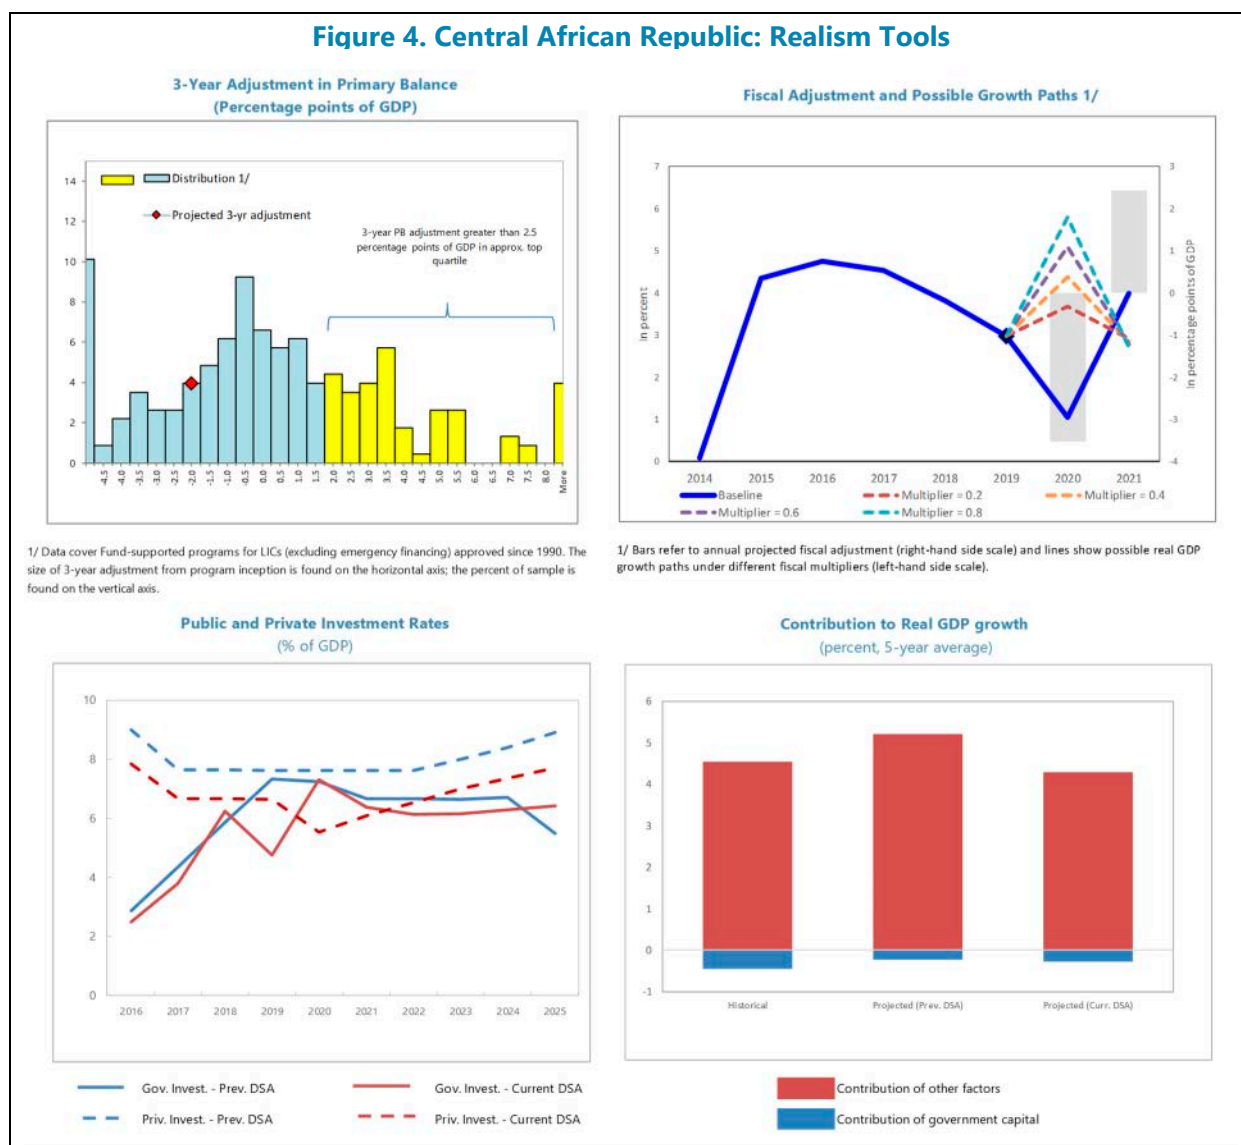 Figure 4. Central African Republic: Realism Tools
3-Year Adjustment in Primary Balance
(Percentage points of GDP)
14
12
10
8
6
4
2
0
Distribution 1/
Projected 3-yr adjustment
3-year PB adjustment greater than 2.5
percentage points of GDP in approx. top
quartile
-4.5
-4.0
-3.5
-3.0
-2.5
-2.0
-1.5
-1.0
-0.5
0.0
0.5
1.0
1.5
2.0
2.5
3.0
3.5
4.0
4.5
5.0
5.5
6.0
6.5
7.0
7.5
8.0
More
1/ Data cover Fund-supported programs for LICs (excluding emergency financing) approved since 1990. The
size of 3-year adjustment from program inception is found on the horizontal axis; the percent of sample is
found on the vertical axis.
Fiscal Adjustment and Possible Growth Paths 1/
In percent
7
6
5
4
3
2
1
0
3
2
1
0
-1
-2
-3
-4
In percentage points of GDP
2014 2015 2016 2017 2018 2019 2020 2021
Baseline
Multiplier = 0.2
Multiplier = 0.4
Multiplier = 0.6
Multiplier = 0.8
1/ Bars refer to annual projected fiscal adjustment (right-hand side scale) and lines show possible real GDP
growth paths under different fiscal multipliers (left-hand side scale).
Public and Private Investment Rates
(% of GDP)
10
8
6
4
2
0
2016 2017 2018 2019 2020 2021 2022 2023 2024 2025
Gov. Invest. - Prev. DSA
Gov. Invest. - Current DSA
Priv. Invest. - Prev. DSA
Priv. Invest. - Current DSA
Contribution to Real GDP growth
(percent, 5-year average)
6
5
4
3
2
1
0
-1
Historical
Projected (Prev. DSA)
Projected (Curr. DSA)
Contribution of other factors
Contribution of government capital